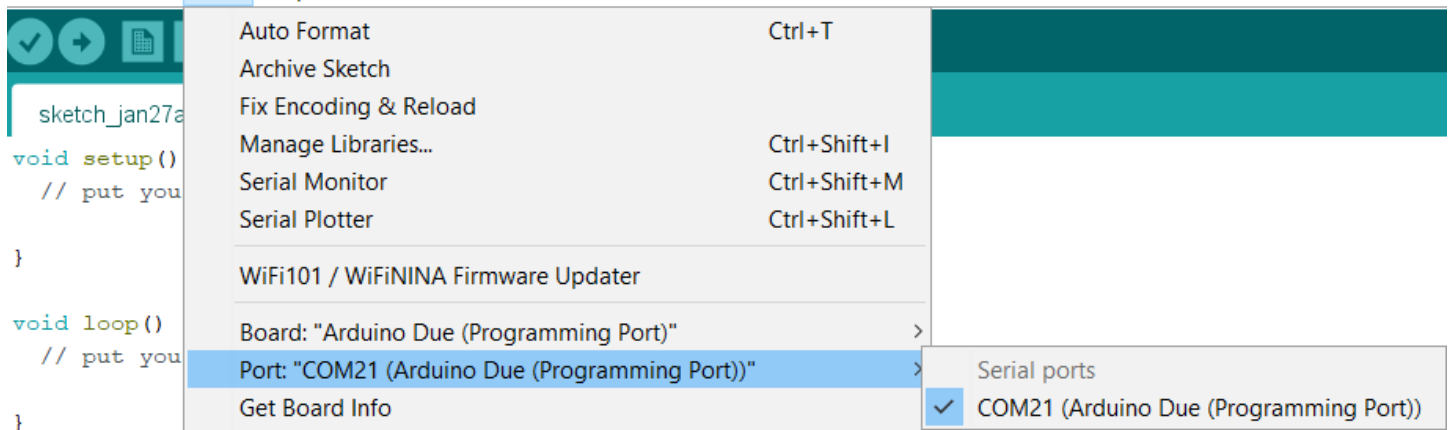 Auto Format Ctrl+T
Archive Sketch
Fix Encoding & Reload
Manage Libraries... Ctrl+Shift+I
Serial Monitor Ctrl+Shift+M
Serial Plotter Ctrl+Shift+L
WiFi101 / WiFiNINA Firmware Updater
Board: "Arduino Due (Programming Port)"
Port: "COM21 (Arduino Due (Programming Port))"
Get Board Info
Serial ports
COM21 (Arduino Due (Programming Port))
sketch_jan27a
void setup()
// put you
}
void loop()
// put you
}